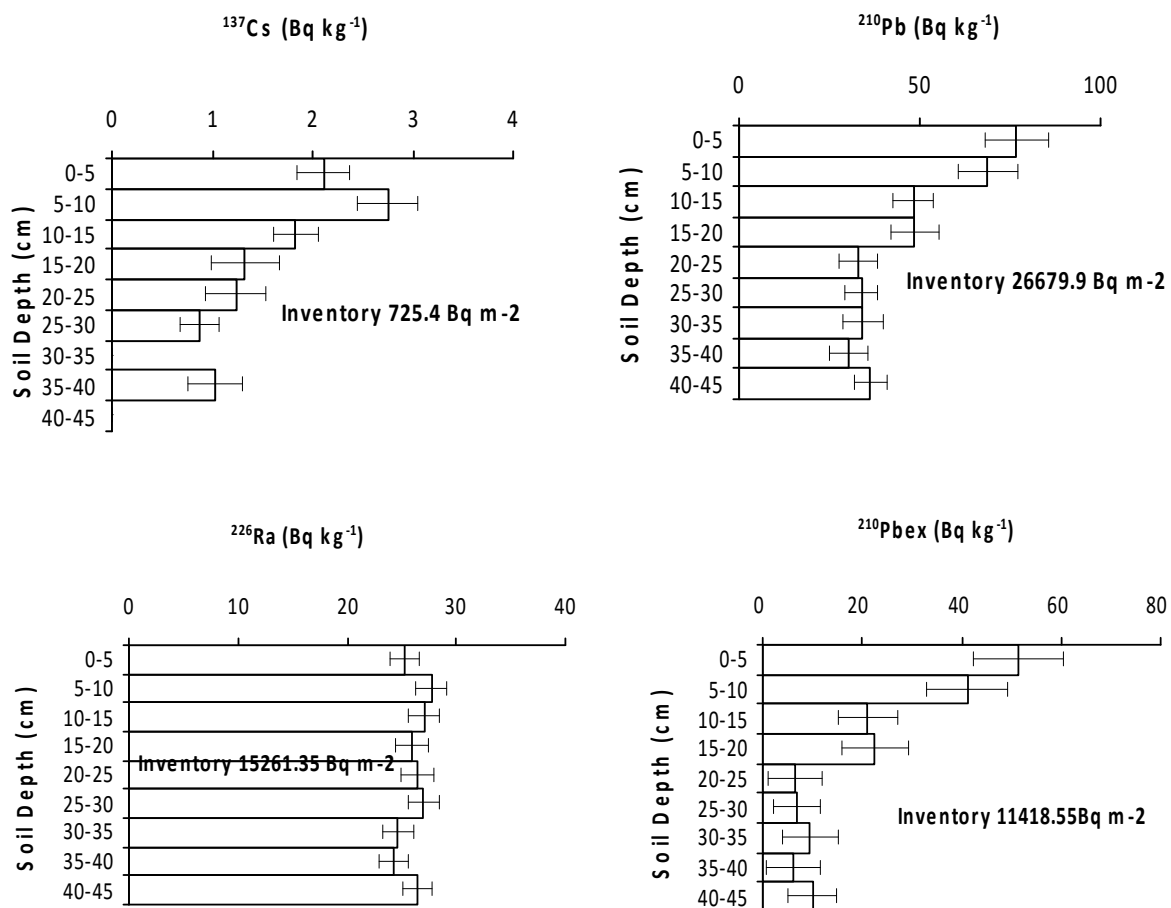 ¹³⁷Cs (Bq kg⁻¹)
0 1 2 3 4
Soil Depth (cm)
0-5
5-10
10-15
15-20
20-25
25-30
30-35
35-40
40-45
Inventory 725.4 Bq m-2
²¹⁰Pb (Bq kg⁻¹)
0 50 100
Soil Depth (cm)
0-5
5-10
10-15
15-20
20-25
25-30
30-35
35-40
40-45
Inventory 26679.9 Bq m-2
²²⁶Ra (Bq kg⁻¹)
0 10 20 30 40
Soil Depth (cm)
0-5
5-10
10-15
15-20
20-25
25-30
30-35
35-40
40-45
Inventory 15261.35 Bq m-2
²¹⁰Pbex (Bq kg⁻¹)
0 20 40 60 80
Soil Depth (cm)
0-5
5-10
10-15
15-20
20-25
25-30
30-35
35-40
40-45
Inventory 11418.55Bq m-2